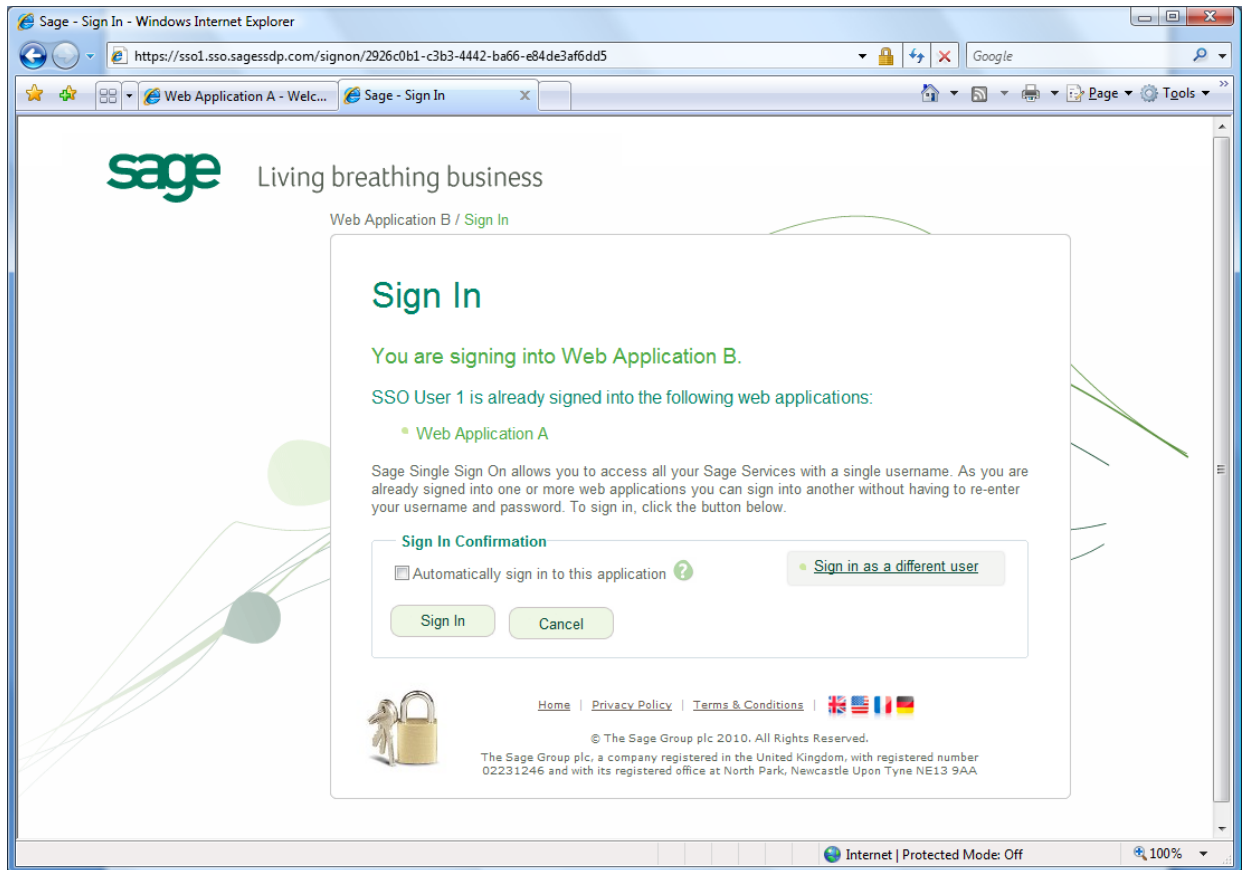 Sage - Sign In - Windows Internet Explorer
https://sso1.sso.sagessdp.com/signon/2926c0b1-c3b3-4442-ba66-e84de3af6dd5
Google
Web Application A - Welc...
Sage - Sign In
Page
Tools
sage
Living breathing business
Web Application B / Sign In
Sign In
You are signing into Web Application B.
SSO User 1 is already signed into the following web applications:
Web Application A
Sage Single Sign On allows you to access all your Sage Services with a single username. As you are
already signed into one or more web applications you can sign into another without having to re-enter
your username and password. To sign in, click the button below.
Sign In Confirmation
Automatically sign in to this application ?
Sign in as a different user
Sign In
Cancel
Home | Privacy Policy | Terms & Conditions |
© The Sage Group plc 2010. All Rights Reserved.
The Sage Group plc, a company registered in the United Kingdom, with registered number
02231246 and with its registered office at North Park, Newcastle Upon Tyne NE13 9AA
Internet | Protected Mode: Off
100%